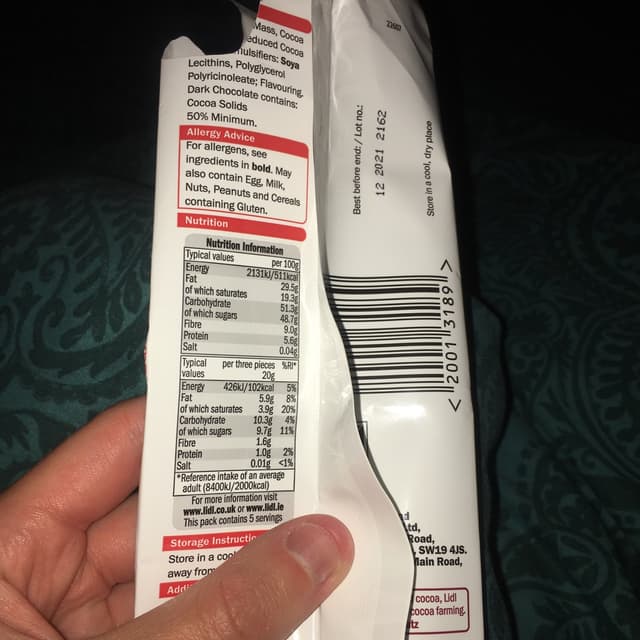 Mass, Cocoa
educed Cocoa
mulsifiers: Soya
Lecithins, Polyglycerol
Polyricinoleate; Flavouring.
Dark Chocolate contains:
Cocoa Solids
50% Minimum.
Allergy Advice
For allergens, see
ingredients in bold. May
also contain Egg, Milk,
Nuts, Peanuts and Cereals
containing Gluten.
Nutrition
Nutrition Information
Typical values per 100g
Energy 2131kJ/511kcal
Fat 29.5g
of which saturates 19.3g
Carbohydrate 51.3g
of which sugars 48.7g
Fibre 9.0g
Protein 5.6g
Salt 0.04g
Typical values per three pieces 20g %RI*
Energy 426kJ/102kcal 5%
Fat 5.9g 8%
of which saturates 3.9g 20%
Carbohydrate 10.3g 4%
of which sugars 9.7g 11%
Fibre 1.6g
Protein 1.0g 2%
Salt 0.01g <1%
*Reference intake of an average
adult (8400kJ/2000kcal)
For more information visit
www.lidl.co.uk or www.lidl.ie
This pack contains 5 servings
Storage Instructio
Store in a cool
away from
Addi
22607
Best before end: / Lot no.:
12 2021 2162
Store in a cool, dry place
< 20013189 >
d
td,
Road,
, SW19 4JS.
Main Road,
cocoa, Lidl
cocoa farming.
tz